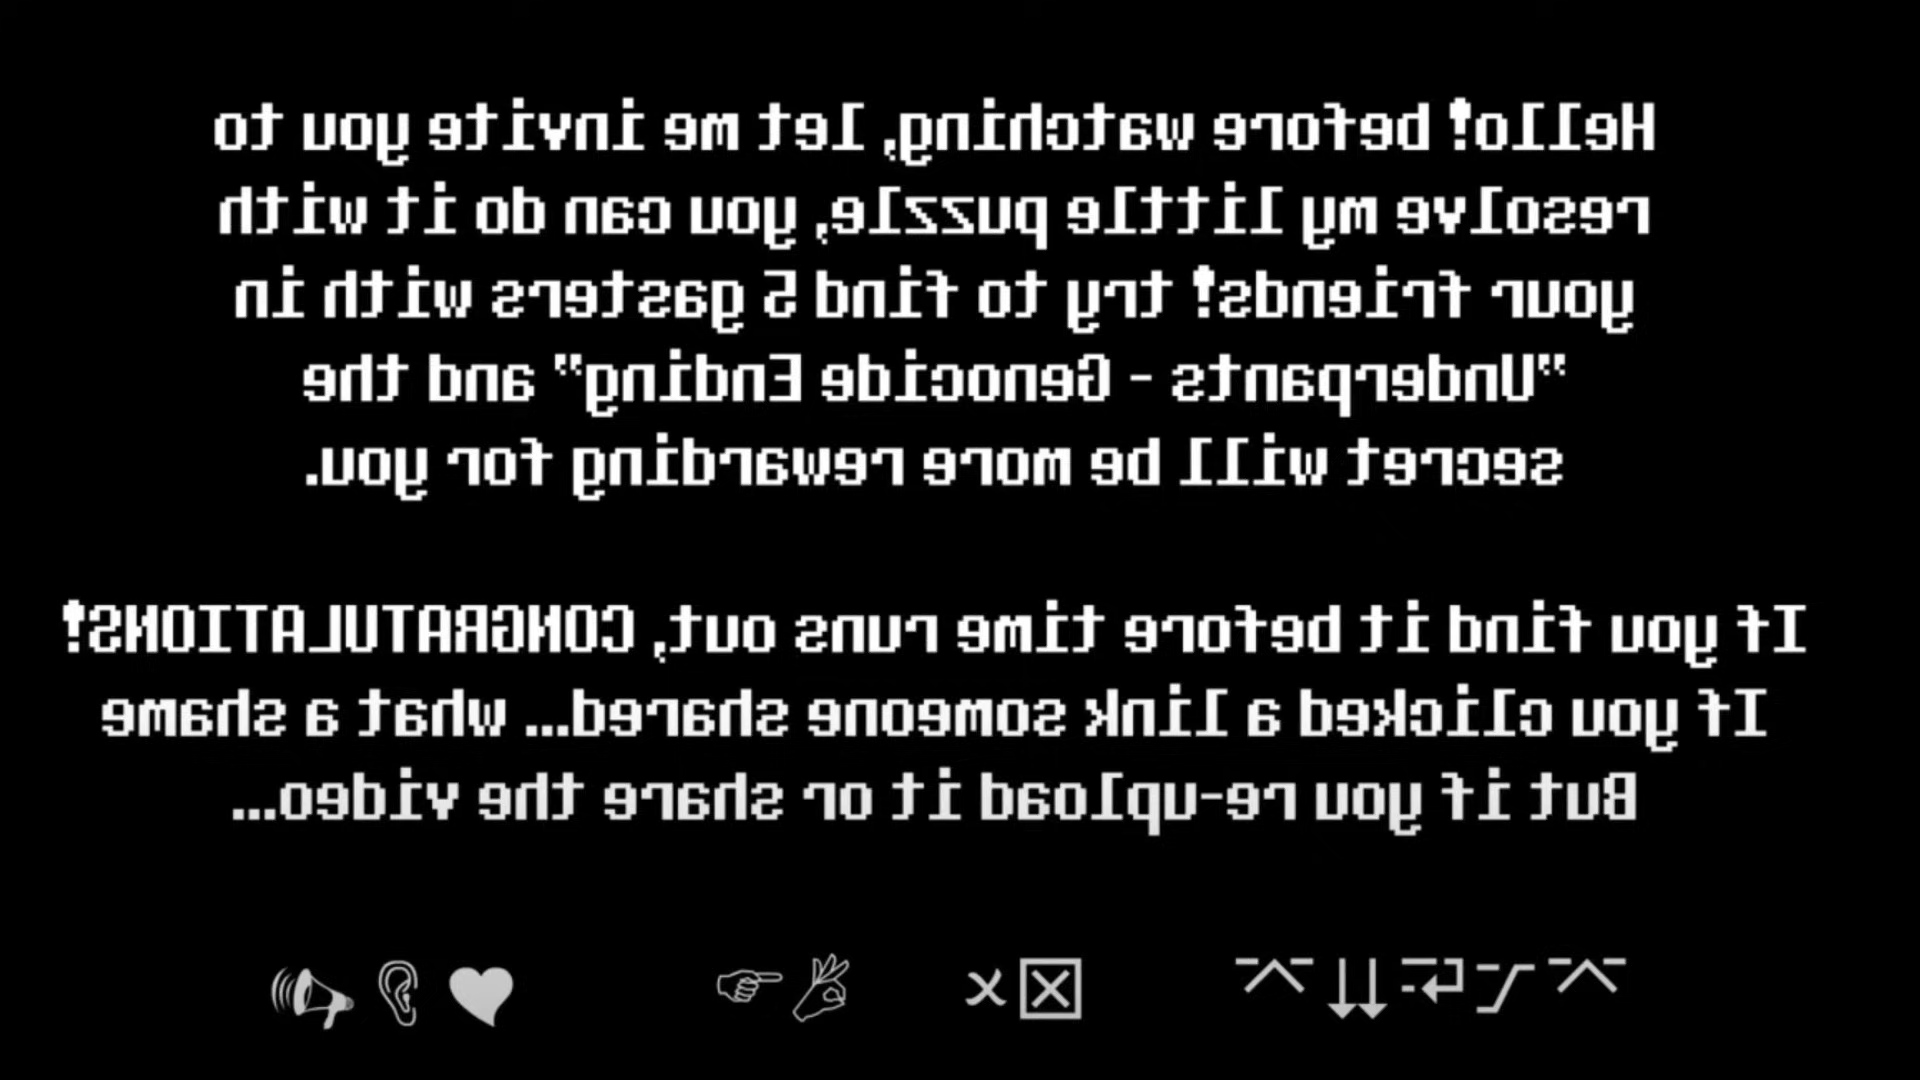 Hello! before watching, let me invite you to
resolve my little puzzle, you can do it with
your friends! try to find 5 gasters with in
"Underpants - Genocide Ending" and the
secret will be more rewarding for you.
If you find it before time runs out, CONGRATULATIONS!
If you clicked a link someone shared... what a shame
But if you re-upload it or share the video...